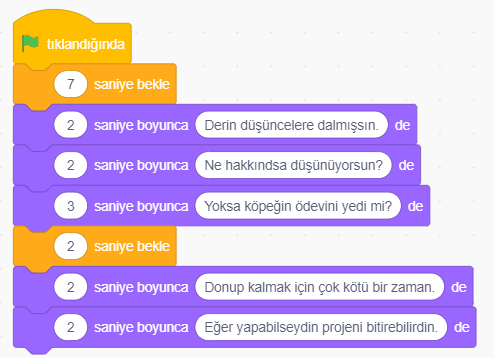 tıklandığında
7 saniye bekle
2 saniye boyunca Derin düşüncelere dalmışsın. de
2 saniye boyunca Ne hakkındsa düşünüyorsun? de
3 saniye boyunca Yoksa köpeğin ödevini yedi mi? de
2 saniye bekle
2 saniye boyunca Donup kalmak için çok kötü bir zaman. de
2 saniye boyunca Eğer yapabilseydin projeni bitirebilirdin. de